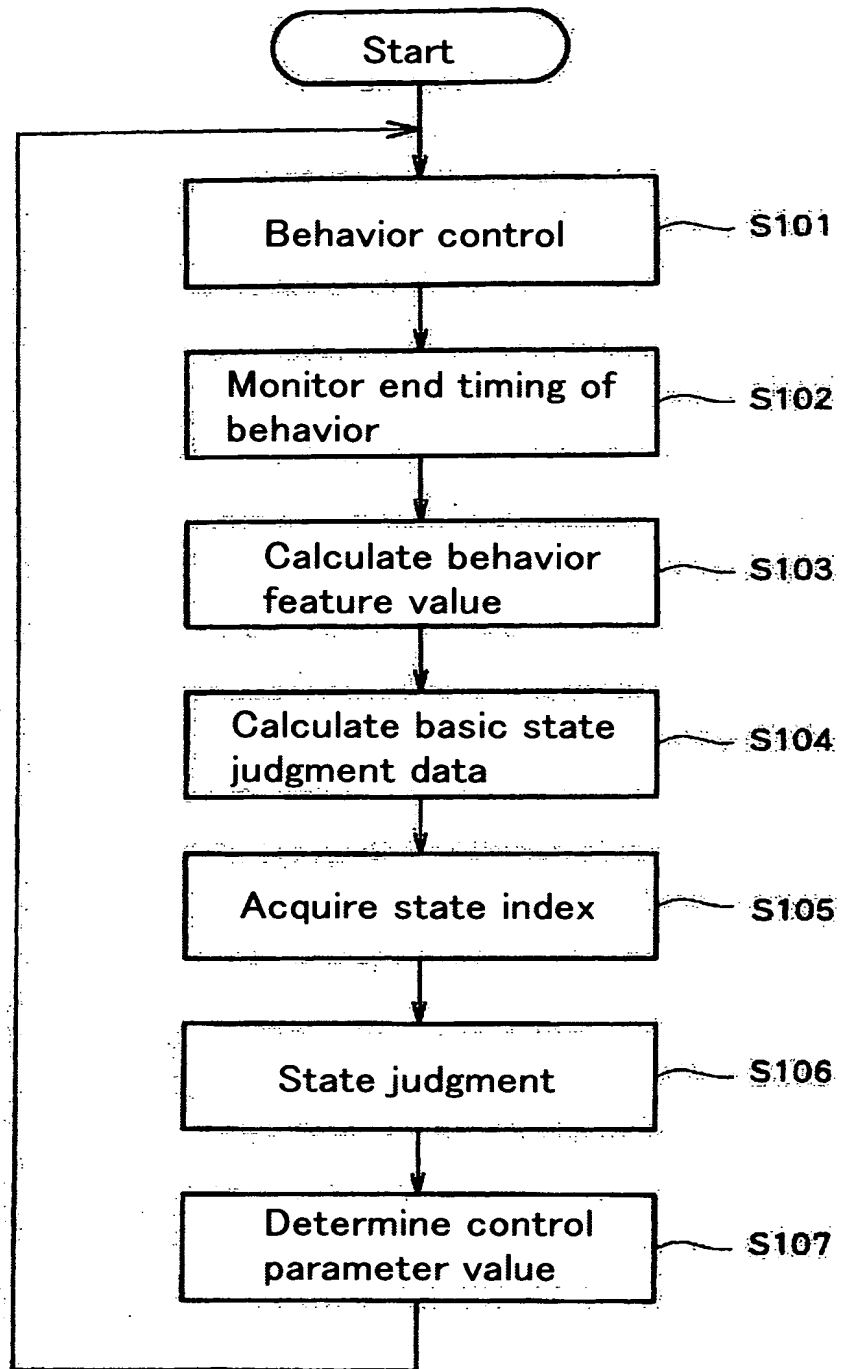 Start
Behavior control
S101
Monitor end timing of
behavior
S102
Calculate behavior
feature value
S103
Calculate basic state
judgment data
S104
Acquire state index
S105
State judgment
S106
Determine control
parameter value
S107